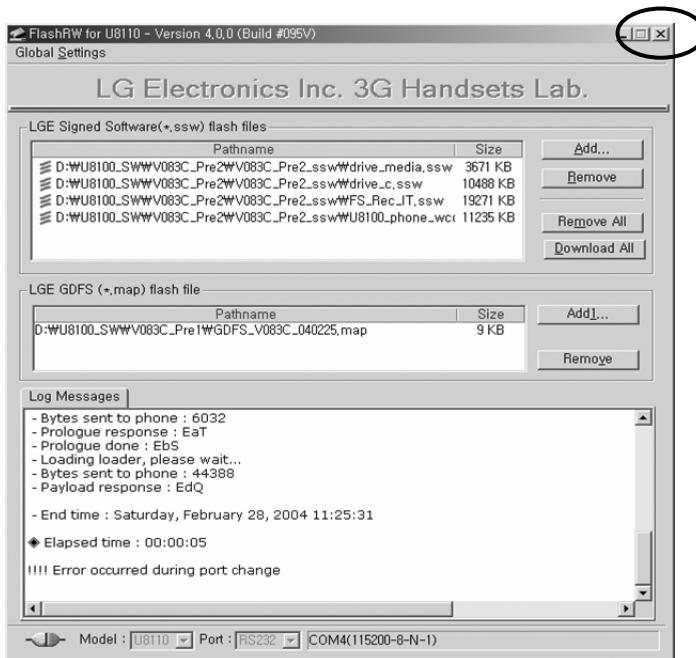 FlashRW for U8110 - Version 4,0,0 (Build #095V)
Global Settings
LG Electronics Inc. 3G Handsets Lab.
LGE Signed Software(*,ssw) flash files
Pathname Size
D:₩U8100_SW₩V083C_Pre2₩V083C_Pre2_ssw₩drive_media,ssw 3671 KB
D:₩U8100_SW₩V083C_Pre2₩V083C_Pre2_ssw₩drive_c,ssw 10488 KB
D:₩U8100_SW₩V083C_Pre2₩V083C_Pre2_ssw₩FS_Rec_IT,ssw 19271 KB
D:₩U8100_SW₩V083C_Pre2₩V083C_Pre2_ssw₩U8100_phone_wc( 11235 KB
Add...
Remove
Remove All
Download All
LGE GDFS (*,map) flash file
Pathname Size
D:₩U8100_SW₩V083C_Pre1₩GDFS_V083C_040225,map 9 KB
Add1...
Remove
Log Messages
- Bytes sent to phone : 6032
- Prologue response : EaT
- Prologue done : EbS
- Loading loader, please wait...
- Bytes sent to phone : 44388
- Payload response : EdQ
- End time : Saturday, February 28, 2004 11:25:31
◈ Elapsed time : 00:00:05
!!!! Error occurred during port change
Model : U8110 Port : RS232 COM4(115200-8-N-1)